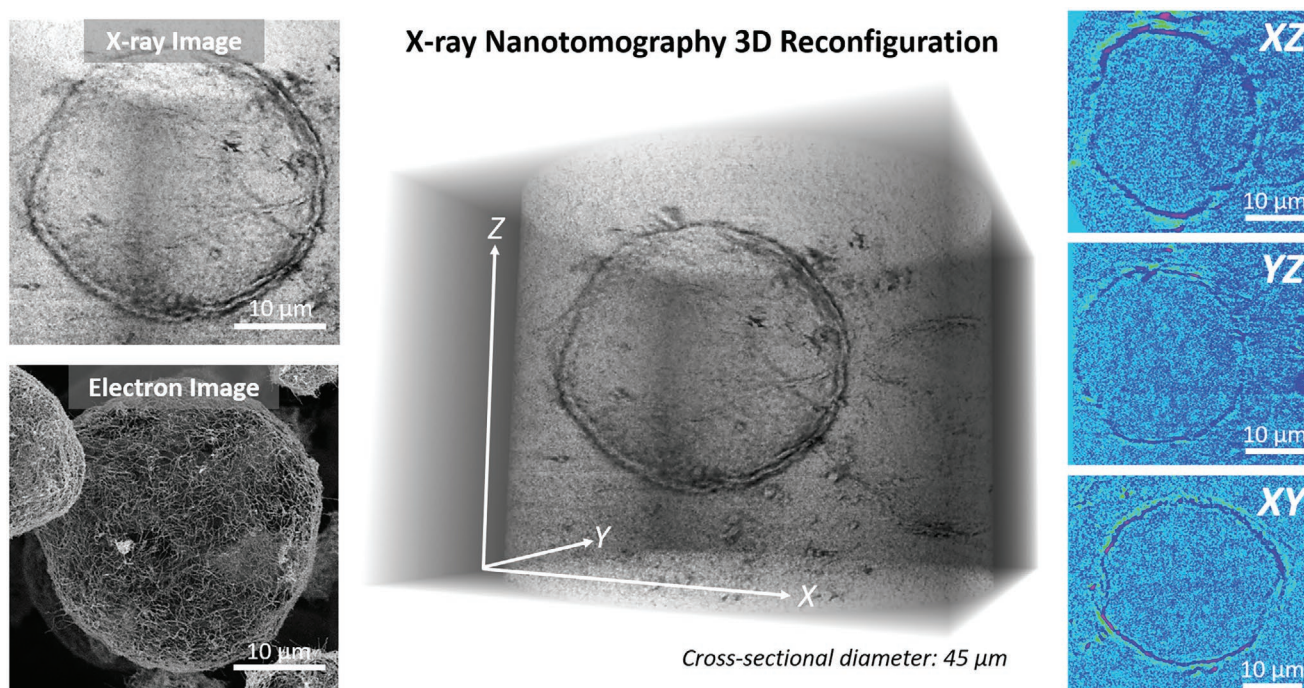 X-ray Image
10 µm
Electron Image
10 µm
X-ray Nanotomography 3D Reconfiguration
Z
Y
X
Cross-sectional diameter: 45 µm
XZ
10 µm
YZ
10 µm
XY
10 µm